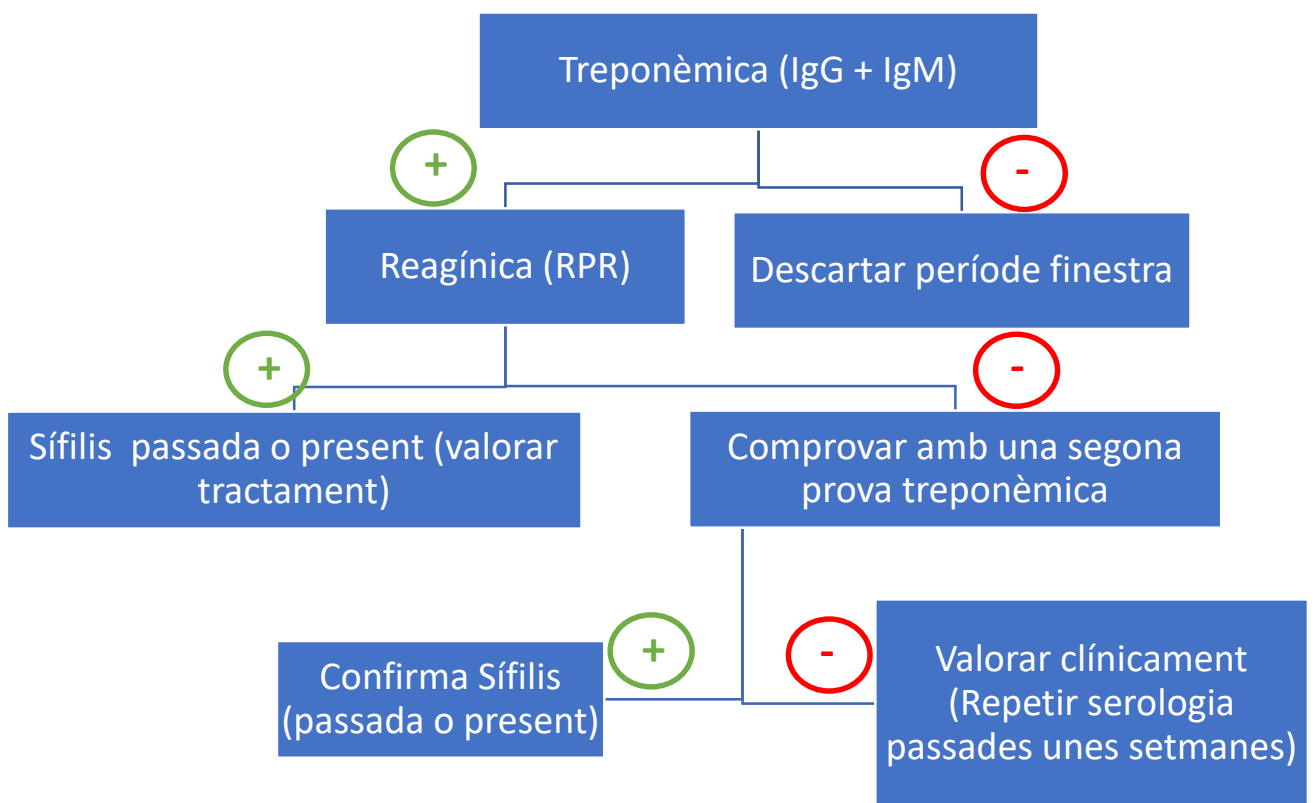 Treponèmica (IgG + IgM)
+
-
Reagínica (RPR)
Descartar període finestra
+
-
Sífilis  passada o present (valorar
tractament)
Comprovar amb una segona
prova treponèmica
+
-
Confirma Sífilis
(passada o present)
Valorar clínicament
(Repetir serologia
passades unes setmanes)